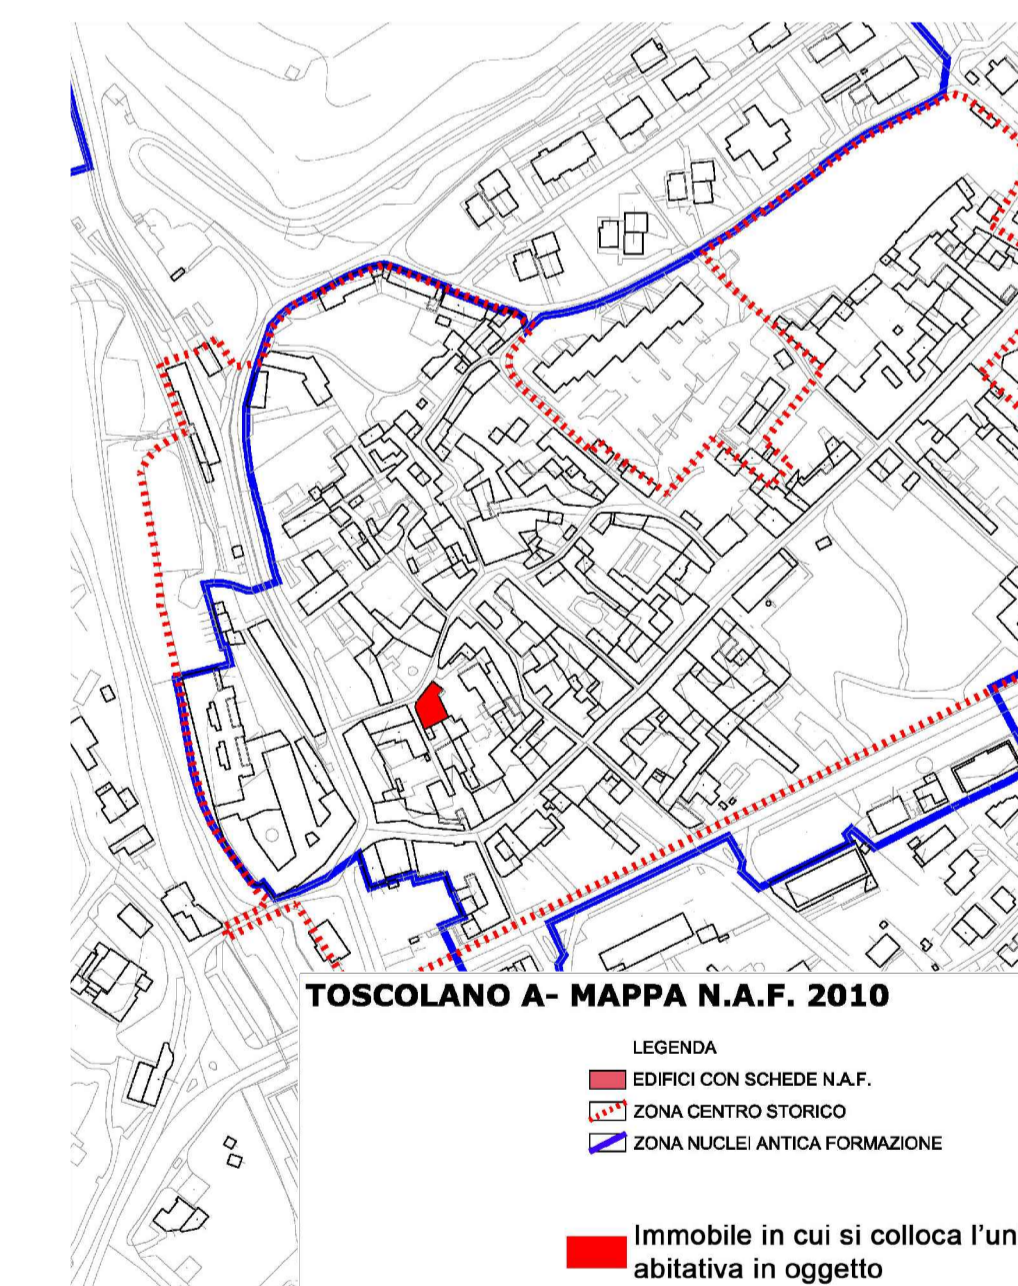 TOSCOLANO A- MAPPA N.A.F. 2010
LEGENDA
EDIFICI CON SCHEDE N.A.F.
ZONA CENTRO STORICO
ZONA NUCLEI ANTICA FORMAZIONE
Immobile in cui si colloca l'un
abitativa in oggetto